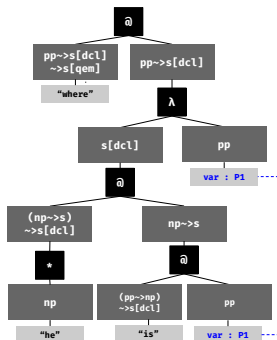 @
pp~>s[dcl]
~>s[qem]
pp~>s[dcl]
“where”
λ
s[dcl]
pp
@
var : P1
(np~>s)
~>s[dcl]
np~>s
*
@
np
(pp~>np)
~>s[dcl]
pp
“he”
“is”
var : P1